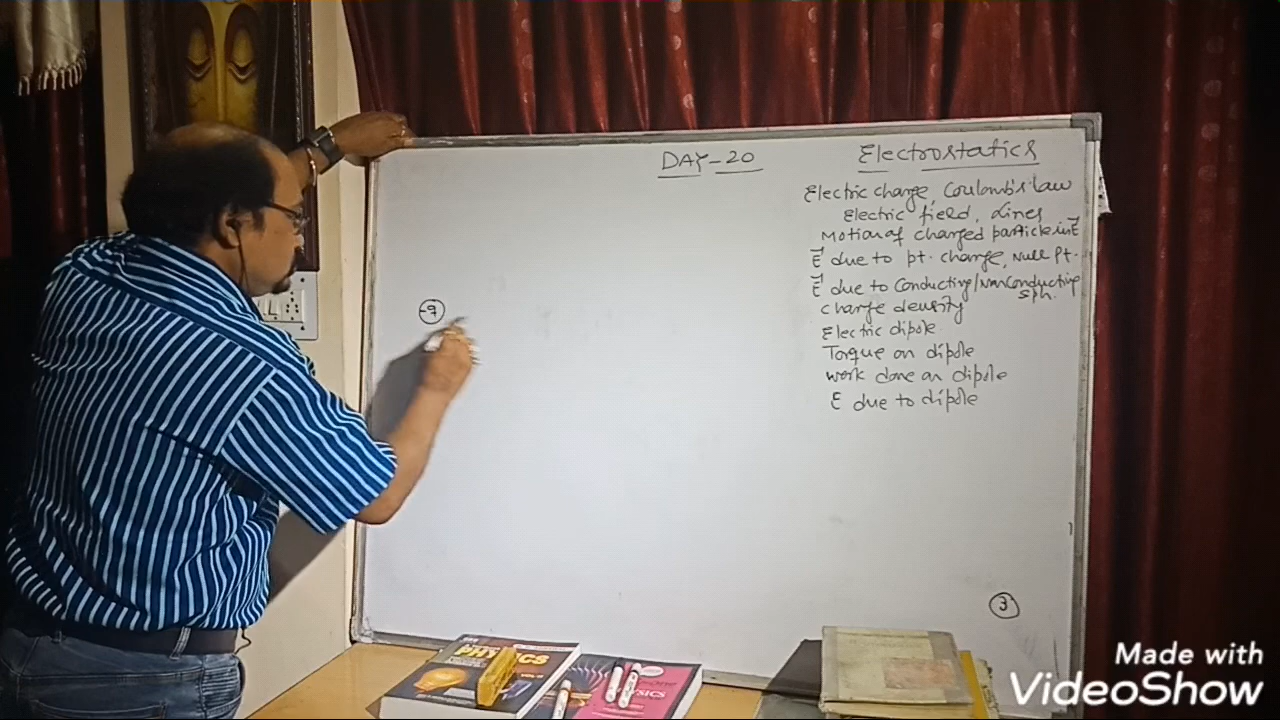 DAY-20
Electrostatics
Electric charge, Coulomb's Law
Electric field, Lines
Motion of charged particle in E⃗
E⃗ due to pt. charge, Null Pt.
E⃗ due to Conducting/Nonconducting
Sph.
charge density
Electric dipole
Torque on dipole
work done on dipole
E due to dipole
-q
3
PHYSICS
PHYSICS
Made with
VideoShow